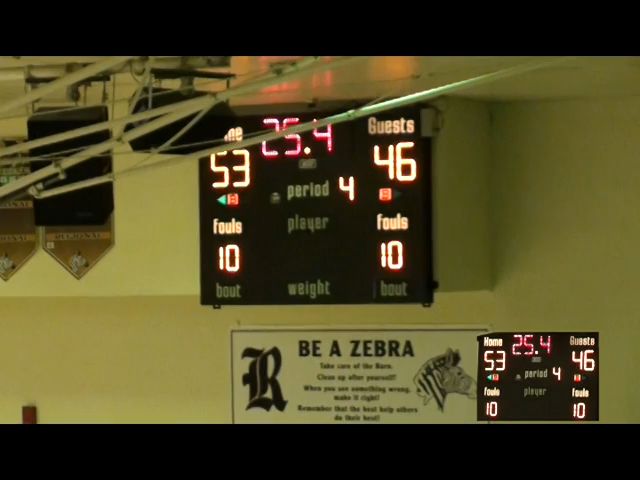 me 25.4 Guests
53 46
period 4
B B
player
fouls fouls
10 10
bout weight bout
REGIONAL
BE A ZEBRA
Take care of the Barn.
Clean up after yourself!
When you see something wrong,
make it right!
Remember that the best help others
do their best!
R
Home 25.4 Guests
53 46
period 4
player
fouls fouls
10 10